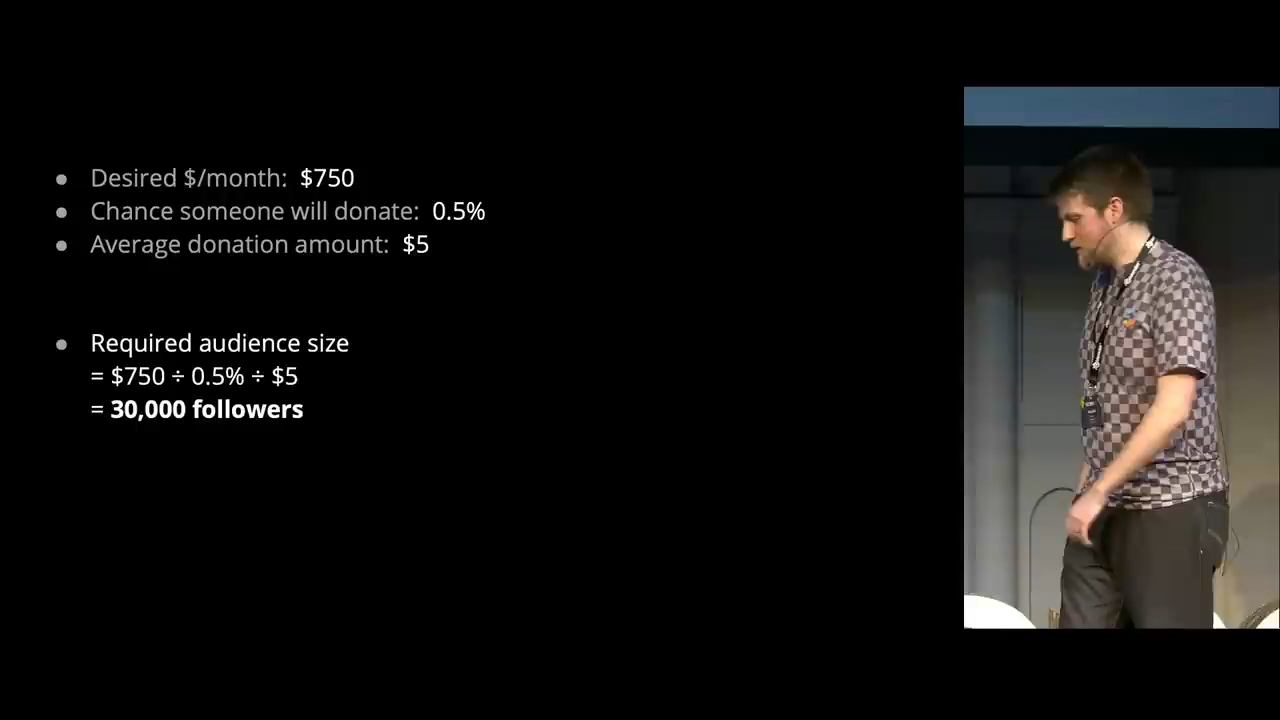 ● Desired $/month: $750
● Chance someone will donate: 0.5%
● Average donation amount: $5
● Required audience size
= $750 ÷ 0.5% ÷ $5
= 30,000 followers